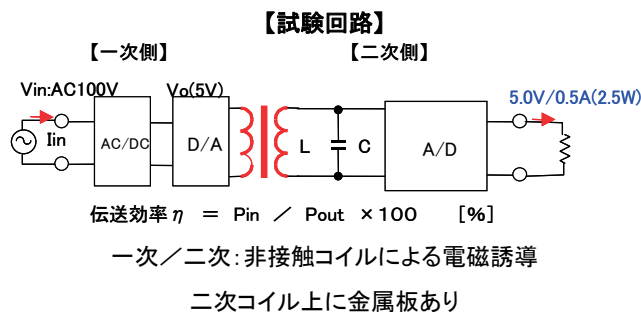 【試験回路】
【一次側】 【二次側】
Vin:AC100V Vo(5V) 5.0V/0.5A(2.5W)
Iin AC/DC D/A L C A/D
伝送効率η = Pin / Pout ×100 [%]
一次/二次:非接触コイルによる電磁誘導
二次コイル上に金属板あり